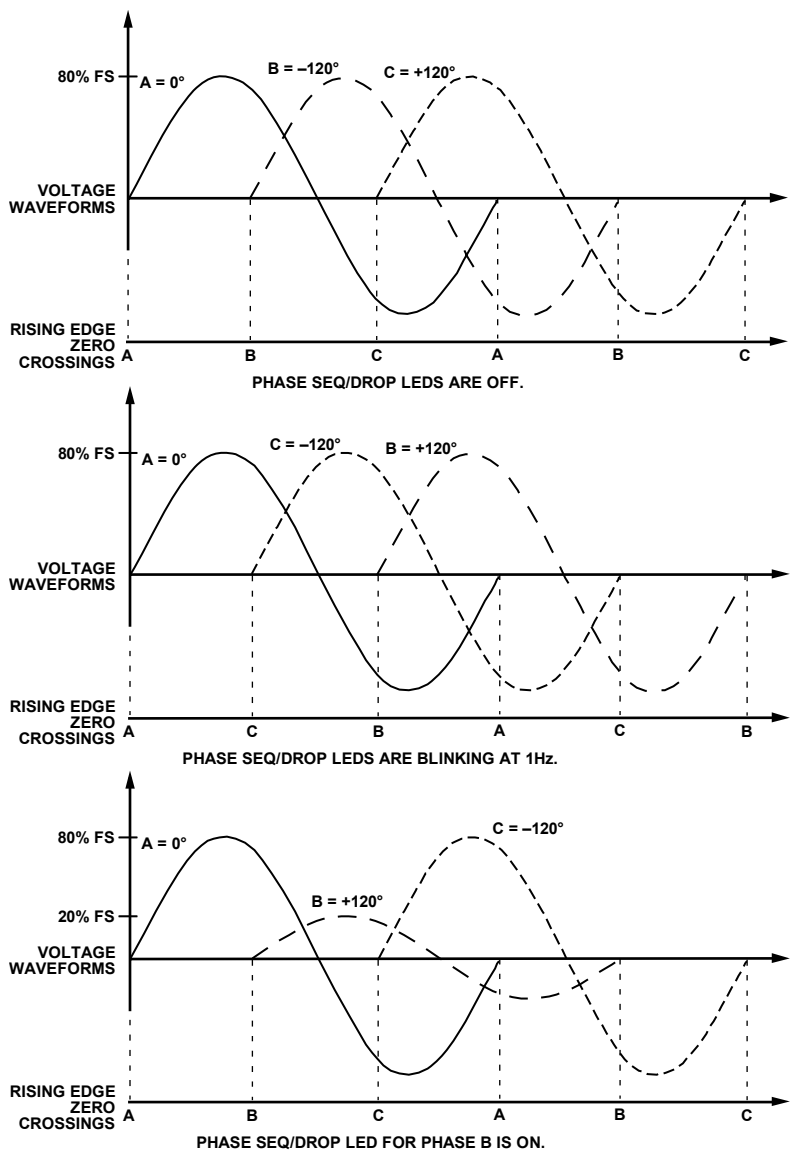 80% FS
A = 0°
B = –120°
C = +120°
VOLTAGE
WAVEFORMS
RISING EDGE
ZERO
CROSSINGS
A
B
C
A
B
C
PHASE SEQ/DROP LEDS ARE OFF.
80% FS
A = 0°
C = –120°
B = +120°
VOLTAGE
WAVEFORMS
RISING EDGE
ZERO
CROSSINGS
A
C
B
A
C
B
PHASE SEQ/DROP LEDS ARE BLINKING AT 1Hz.
80% FS
A = 0°
C = –120°
20% FS
B = +120°
VOLTAGE
WAVEFORMS
RISING EDGE
ZERO
CROSSINGS
A
B
C
A
B
C
PHASE SEQ/DROP LED FOR PHASE B IS ON.